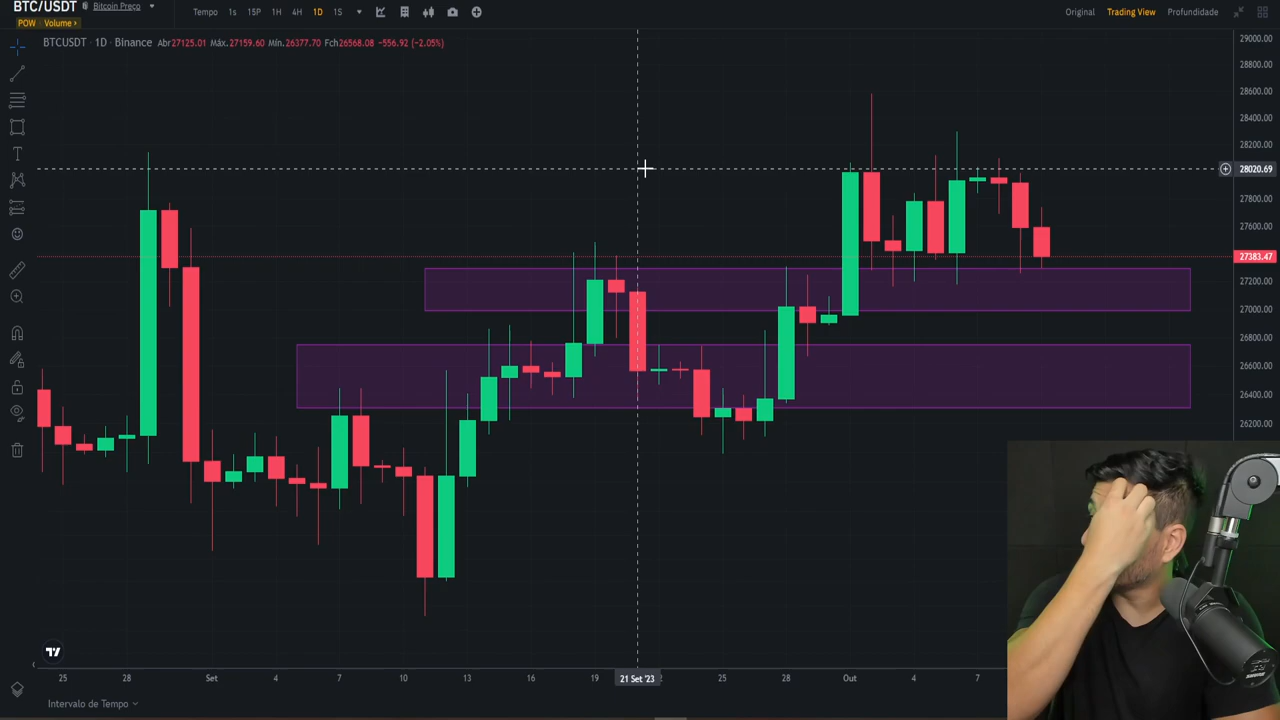 BTC/USDT Bitcoin Preço
POW Volume ›
Tempo 1s 15P 1H 4H 1D 1S
Original Trading View Profundidade
BTCUSDT · 1D · Binance Abr27125.01 Máx.27159.60 Mín.26377.70 Fch26568.08 −556.92 (−2.05%)
29000.00
28800.00
28600.00
28400.00
28200.00
28020.69
27800.00
27600.00
27383.47
27200.00
27000.00
26800.00
26600.00
26400.00
26200.00
25 28 Set 4 7 10 13 16 19 21 Set '23 25 28 Out 4 7
Intervalo de Tempo
SHURE